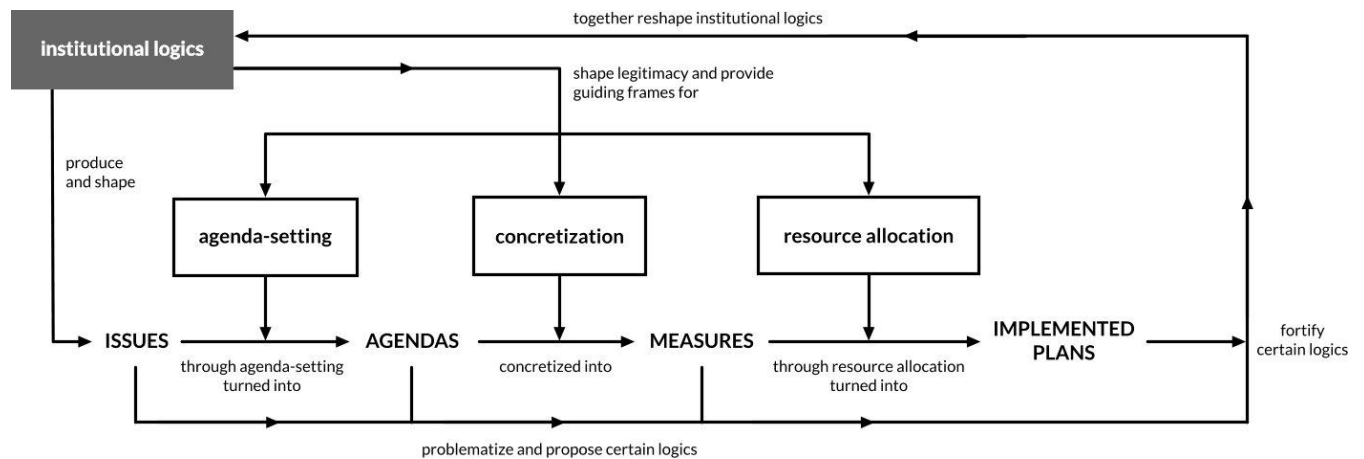 together reshape institutional logics
institutional logics
shape legitimacy and provide
guiding frames for
produce
and shape
agenda-setting
concretization
resource allocation
ISSUES
AGENDAS
MEASURES
IMPLEMENTED
PLANS
fortify
certain logics
through agenda-setting
turned into
concretized into
through resource allocation
turned into
problematize and propose certain logics